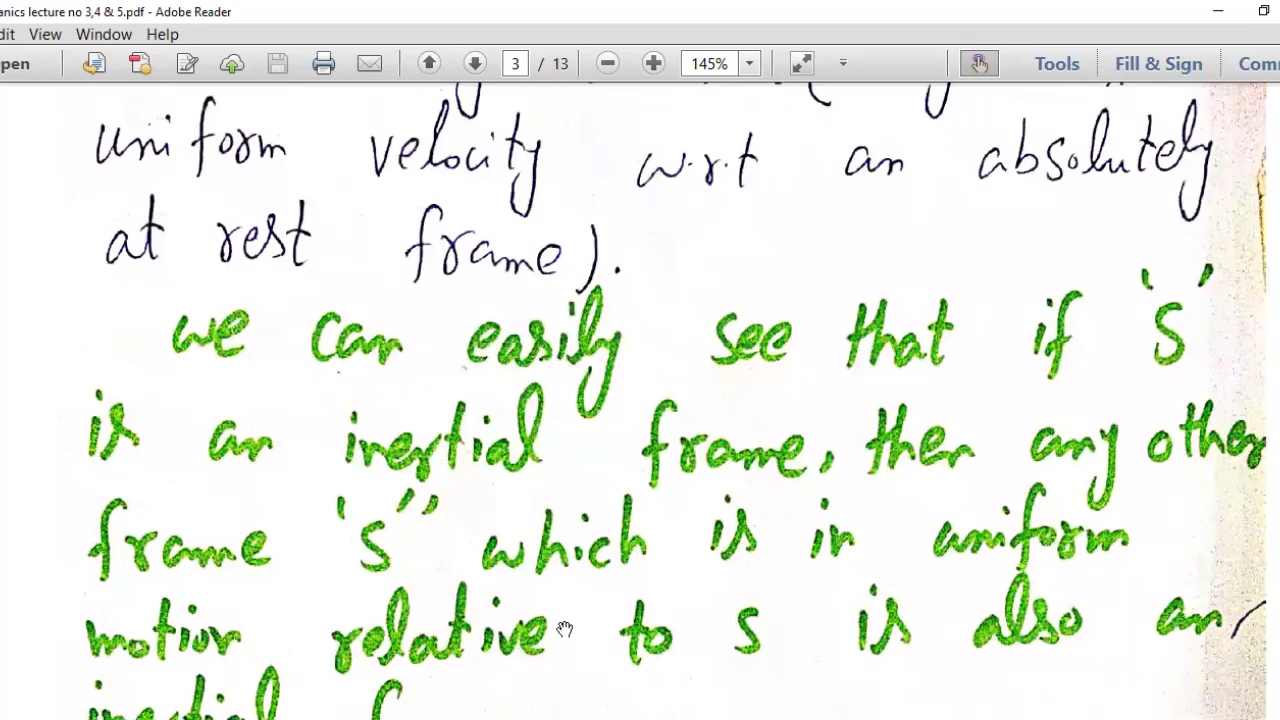 anics lecture no 3,4 & 5.pdf - Adobe Reader
dit View Window Help
pen 3 / 13 145% Tools Fill & Sign Com
uniform velocity w.r.t an absolutely
at rest frame).
we can easily see that if 's'
is an inertial frame, then any other
frame 's'' which is in uniform
motion relative to s is also an
inertial